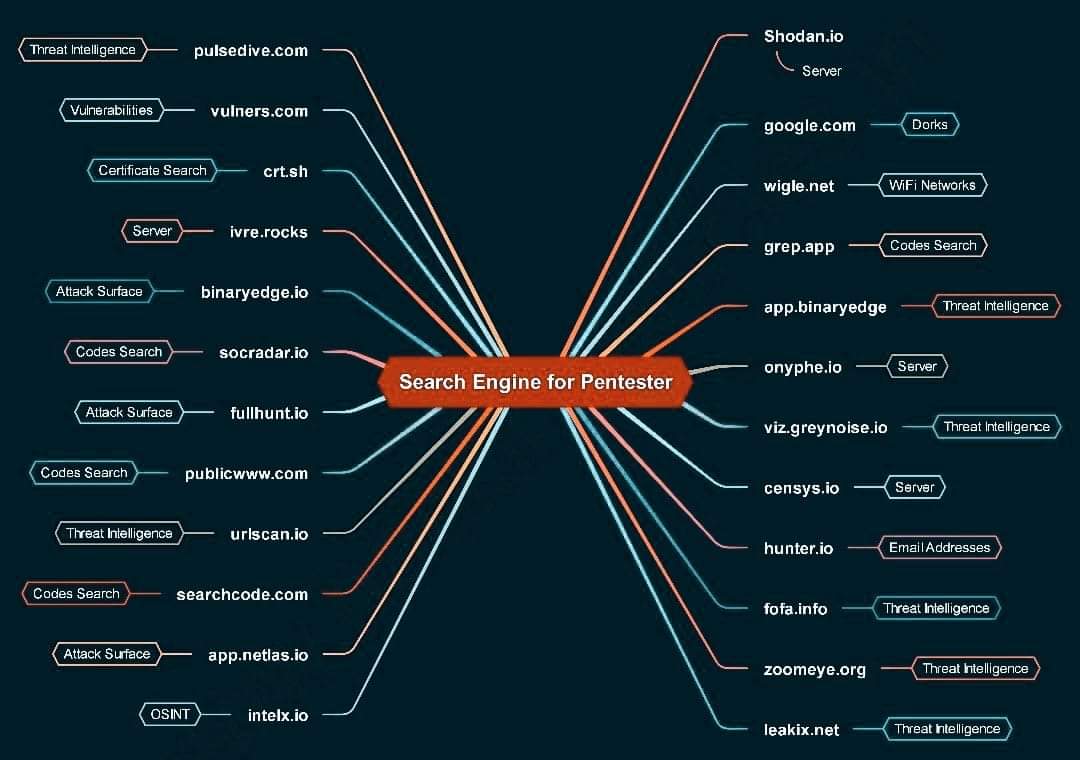 Search Engine for Pentester
Threat Intelligence pulsedive.com
Vulnerabilities vulners.com
Certificate Search crt.sh
Server ivre.rocks
Attack Surface binaryedge.io
Codes Search socradar.io
Attack Surface fullhunt.io
Codes Search publicwww.com
Threat Intelligence urlscan.io
Codes Search searchcode.com
Attack Surface app.netlas.io
OSINT intelx.io
Shodan.io
Server
google.com Dorks
wigle.net WiFi Networks
grep.app Codes Search
app.binaryedge Threat Intelligence
onyphe.io Server
viz.greynoise.io Threat Intelligence
censys.io Server
hunter.io Email Addresses
fofa.info Threat Intelligence
zoomeye.org Threat Intelligence
leakix.net Threat Intelligence